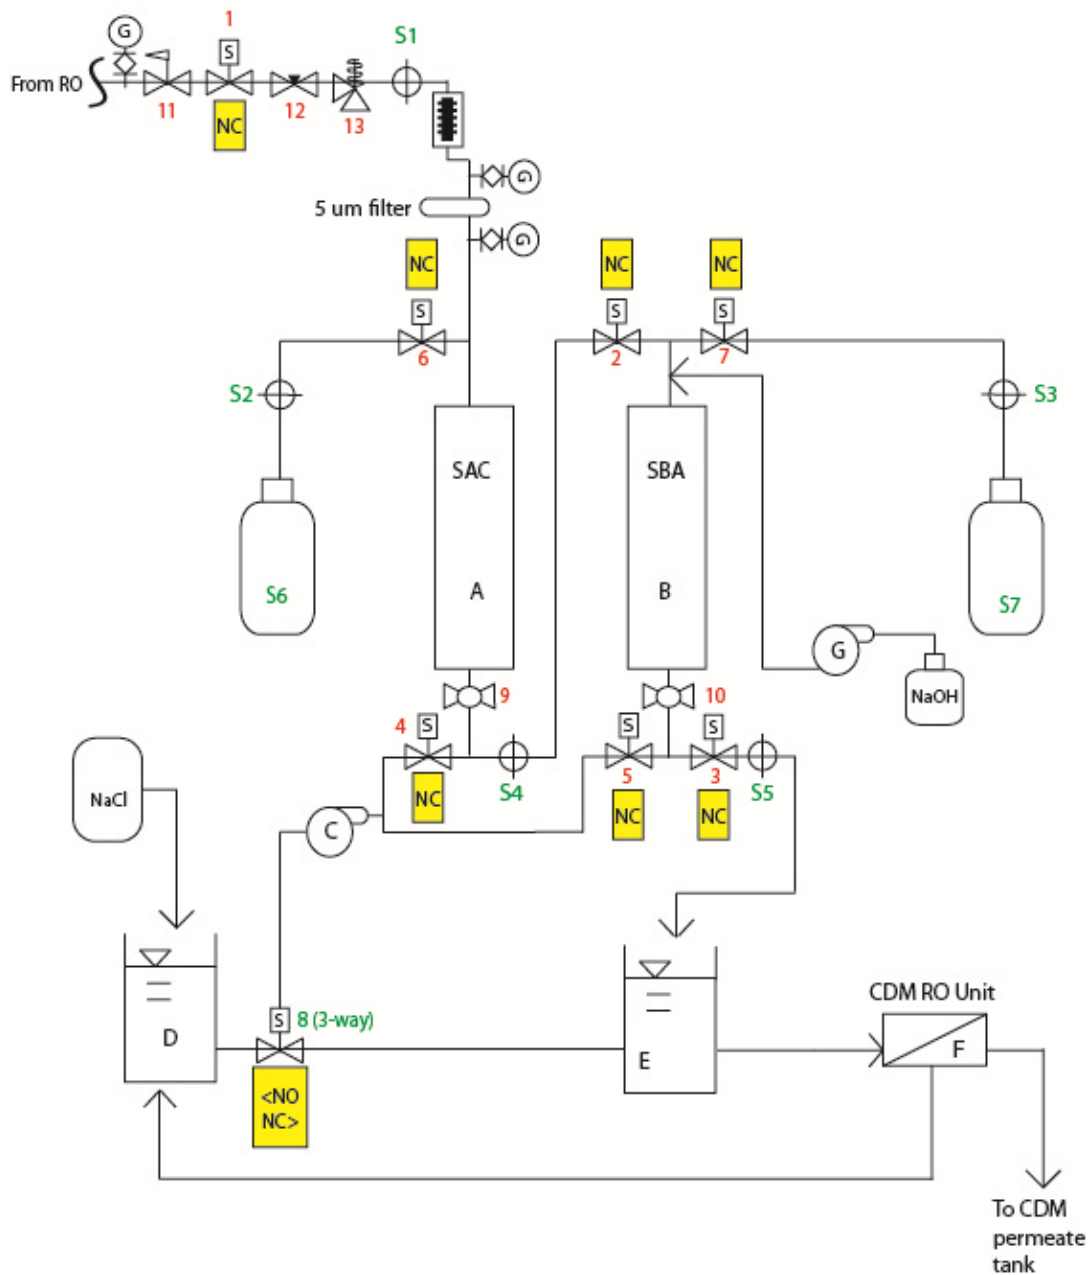 1
G
S
S1
From RO
11
NC
12
13
G
5 um filter
G
NC
NC
NC
S
S
S
6
2
7
S2
S3
SAC
SBA
A
B
S6
S7
G
NaOH
9
10
4
S
S
S
S4
5
3
S5
NC
NC
NC
NaCl
C
D
S
8 (3-way)
<NO
NC>
E
CDM RO Unit
F
To CDM
permeate
tank